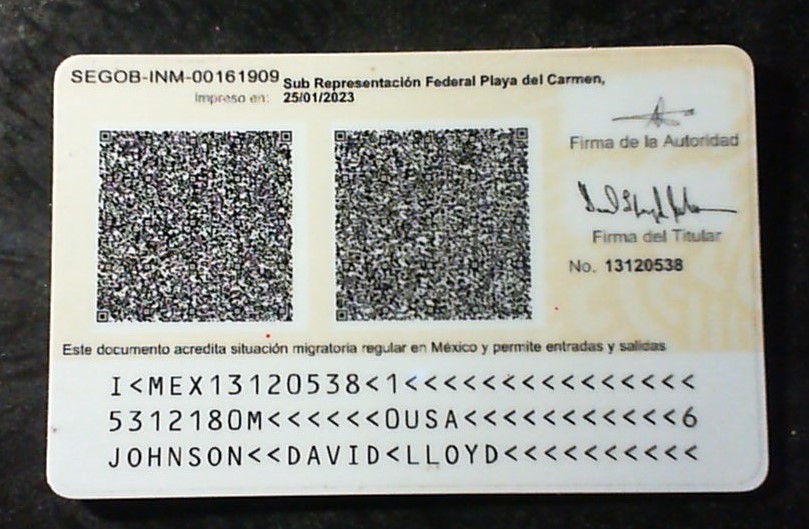 SEGOB-INM-00161909
Sub Representación Federal Playa del Carmen,
Impreso en: 25/01/2023
Firma de la Autoridad
Firma del Titular
No. 13120538
Este documento acredita situación migratoria regular en México y permite entradas y salidas
I<MEX13120538<1<<<<<<<<<<<<<<<
5312180M<<<<<<0USA<<<<<<<<<<<6
JOHNSON<<DAVID<LLOYD<<<<<<<<<<